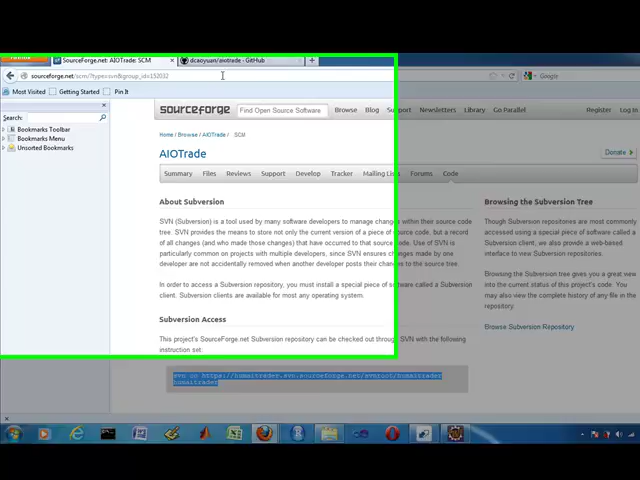 SourceForge.net: AIOTrade: SCM
dcaoyuan/aiotrade - GitHub
sourceforge.net/scm/?type=svn&group_id=152032
Google
Most Visited
Getting Started
Pin It
Search:
Bookmarks Toolbar
Bookmarks Menu
Unsorted Bookmarks
sourceforge
Find Open Source Software
Browse
Blog
Support
Newsletters
Library
Go Parallel
Register
Log In
Home / Browse / AIOTrade / SCM
AIOTrade
Donate
Summary
Files
Reviews
Support
Develop
Tracker
Mailing Lists
Forums
Code
About Subversion
SVN (Subversion) is a tool used by many software developers to manage changes within their source code
tree. SVN provides the means to store not only the current version of a piece of source code, but a record
of all changes (and who made those changes) that have occurred to that source code. Use of SVN is
particularly common on projects with multiple developers, since SVN ensures changes made by one
developer are not accidentally removed when another developer posts their changes to the source tree
In order to access a Subversion repository, you must install a special piece of software called a Subversion
client. Subversion clients are available for most any operating system.
Subversion Access
This project's SourceForge.net Subversion repository can be checked out through SVN with the following
instruction set:
svn co https://humaitrader.svn.sourceforge.net/svnroot/humaitrader
humaitrader
Browsing the Subversion Tree
Though Subversion repositories are most commonly
accessed using a special piece of software called a
Subversion client, we also provide a web-based
interface to view Subversion repositories.
Browsing the Subversion tree gives you a great view
into the current status of this project's code. You
may also view the complete history of any file in the
repository.
Browse Subversion Repository